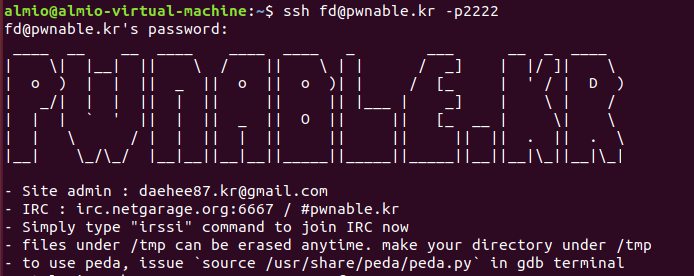 almio@almio-virtual-machine:~$ ssh fd@pwnable.kr -p2222
fd@pwnable.kr's password:
PWNABLE.KR
- Site admin : daehee87.kr@gmail.com
- IRC : irc.netgarage.org:6667 / #pwnable.kr
- Simply type "irssi" command to join IRC now
- files under /tmp can be erased anytime. make your directory under /tmp
- to use peda, issue `source /usr/share/peda/peda.py` in gdb terminal